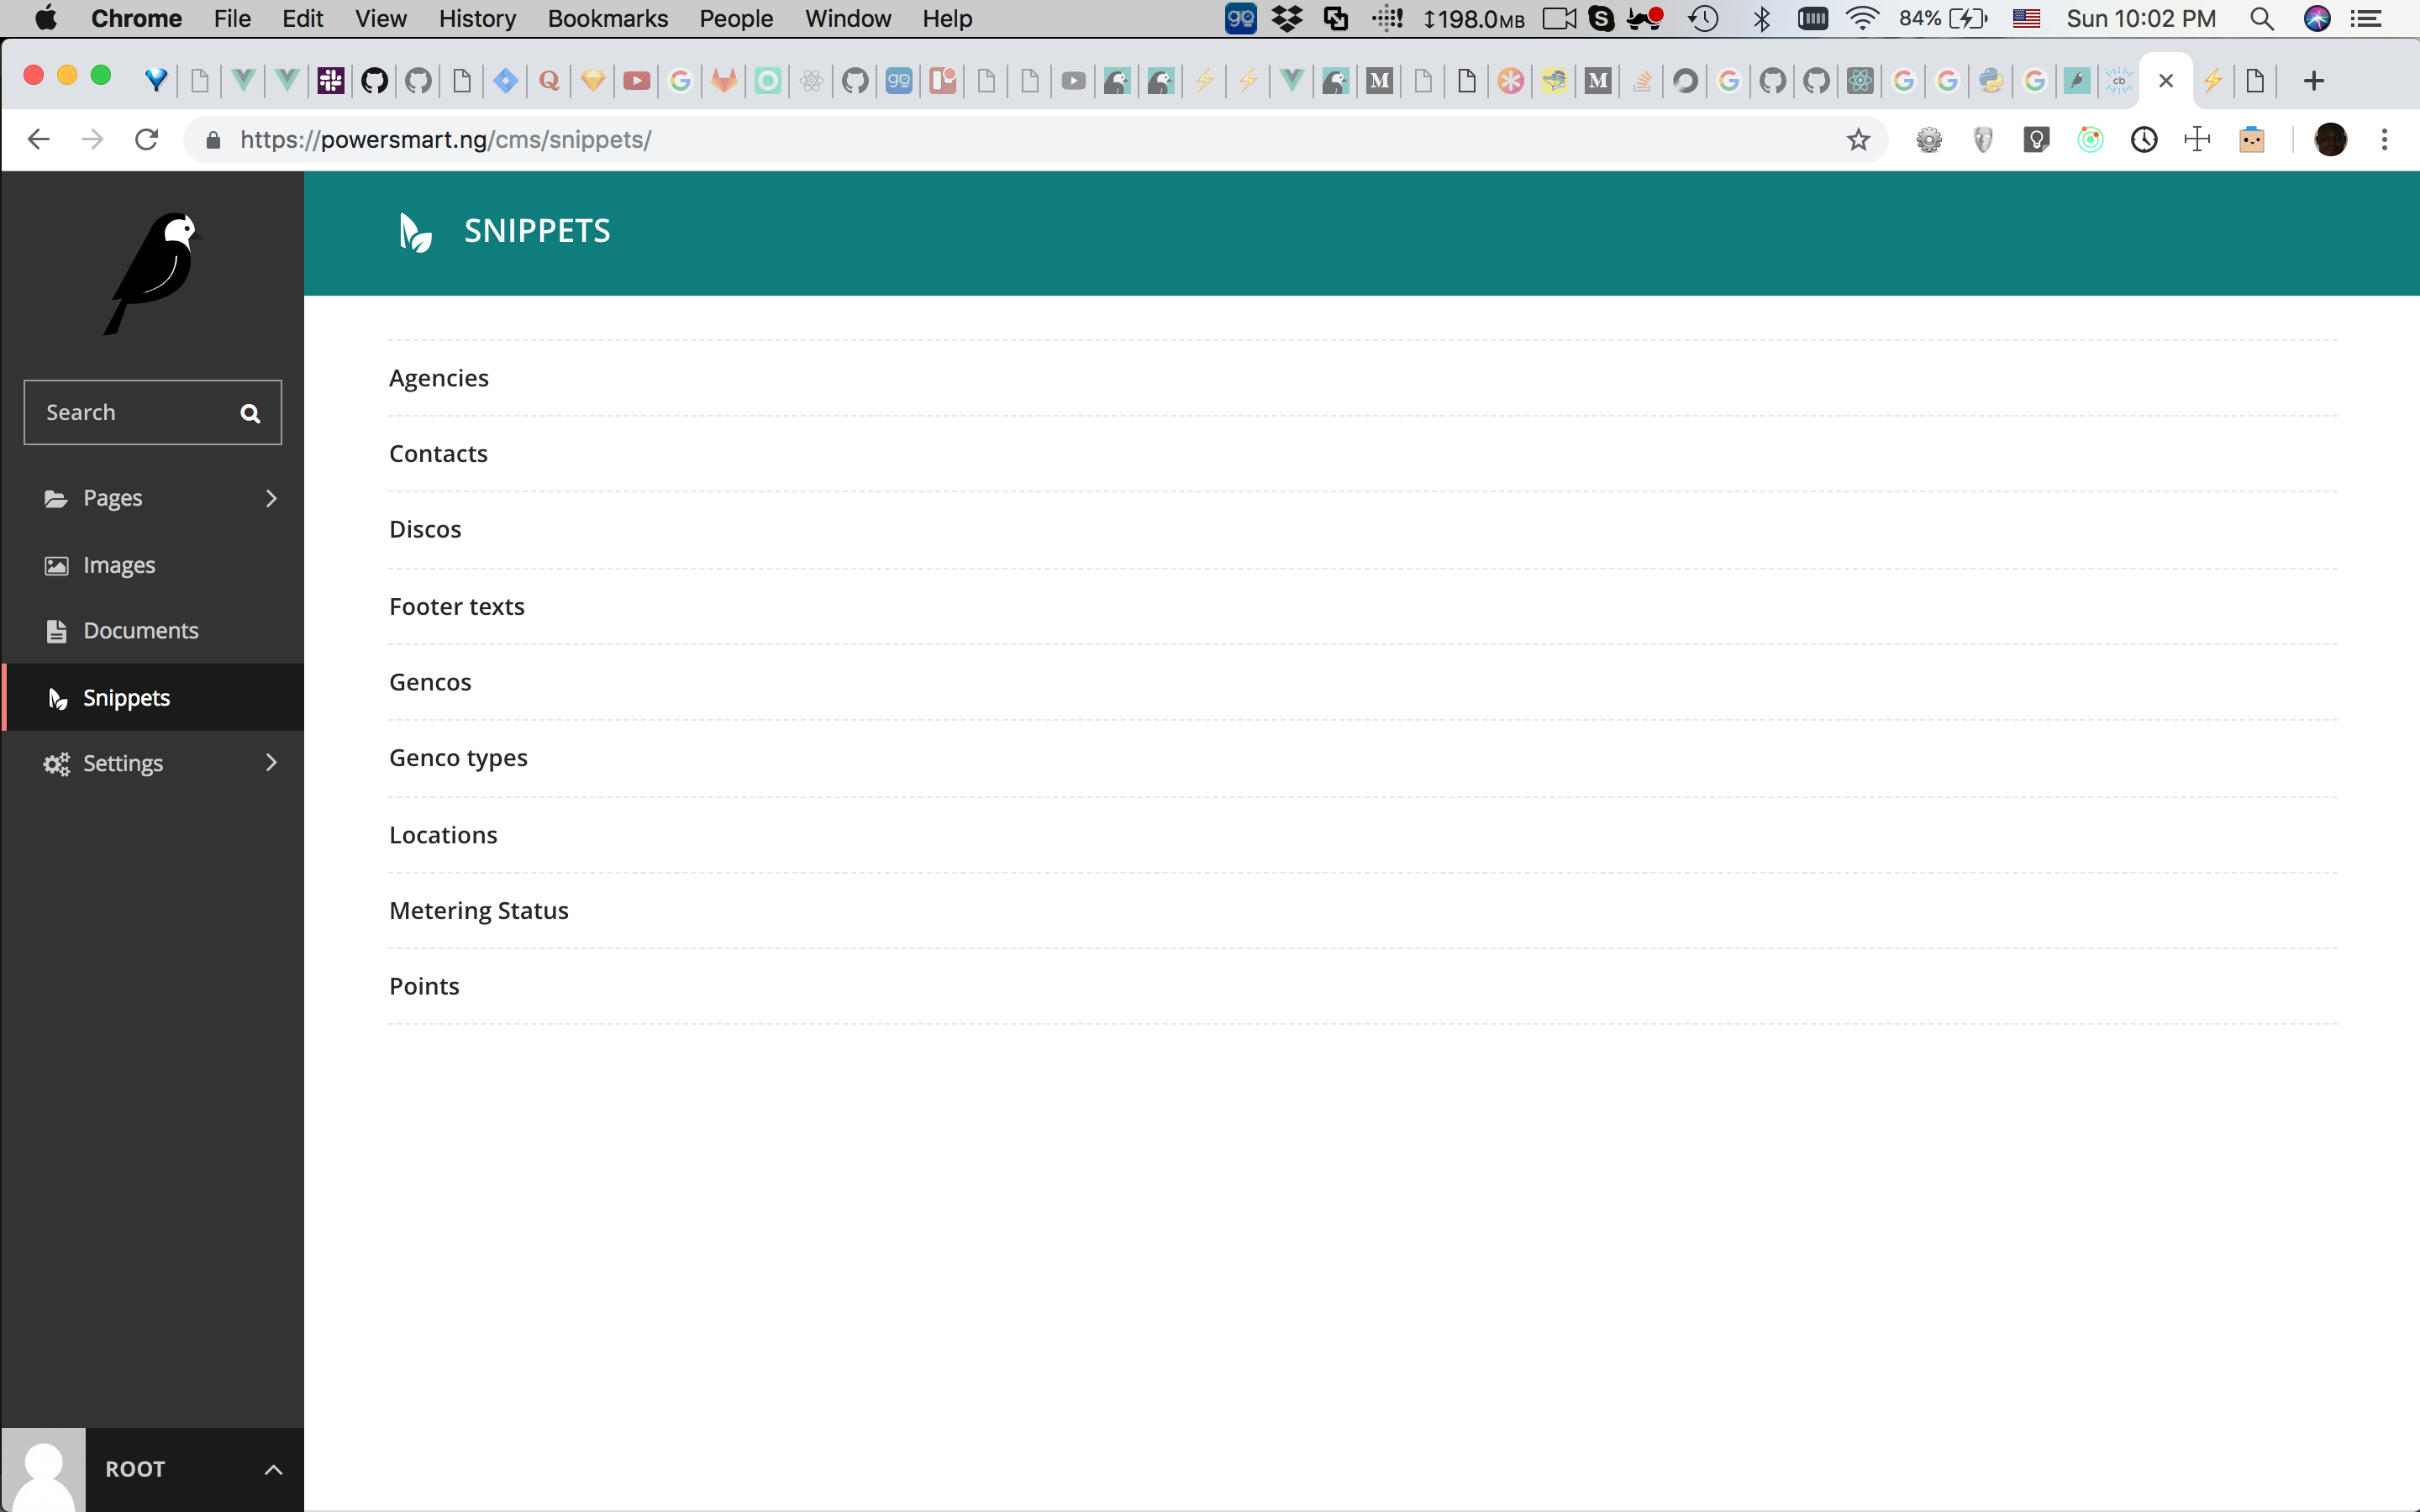 Chrome File Edit View History Bookmarks People Window Help 198.0MB 84% Sun 10:02 PM
https://powersmart.ng/cms/snippets/
SNIPPETS
Search
Pages
Images
Documents
Snippets
Settings
Agencies
Contacts
Discos
Footer texts
Gencos
Genco types
Locations
Metering Status
Points
ROOT